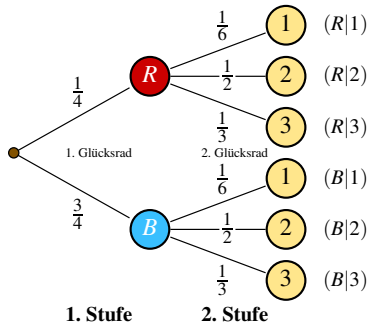 1/6 1 (R|1)
1/4 R 1/2 2 (R|2)
1/3 3 (R|3)
1. Glücksrad 2. Glücksrad
1/6 1 (B|1)
3/4 B 1/2 2 (B|2)
1/3 3 (B|3)
1. Stufe 2. Stufe